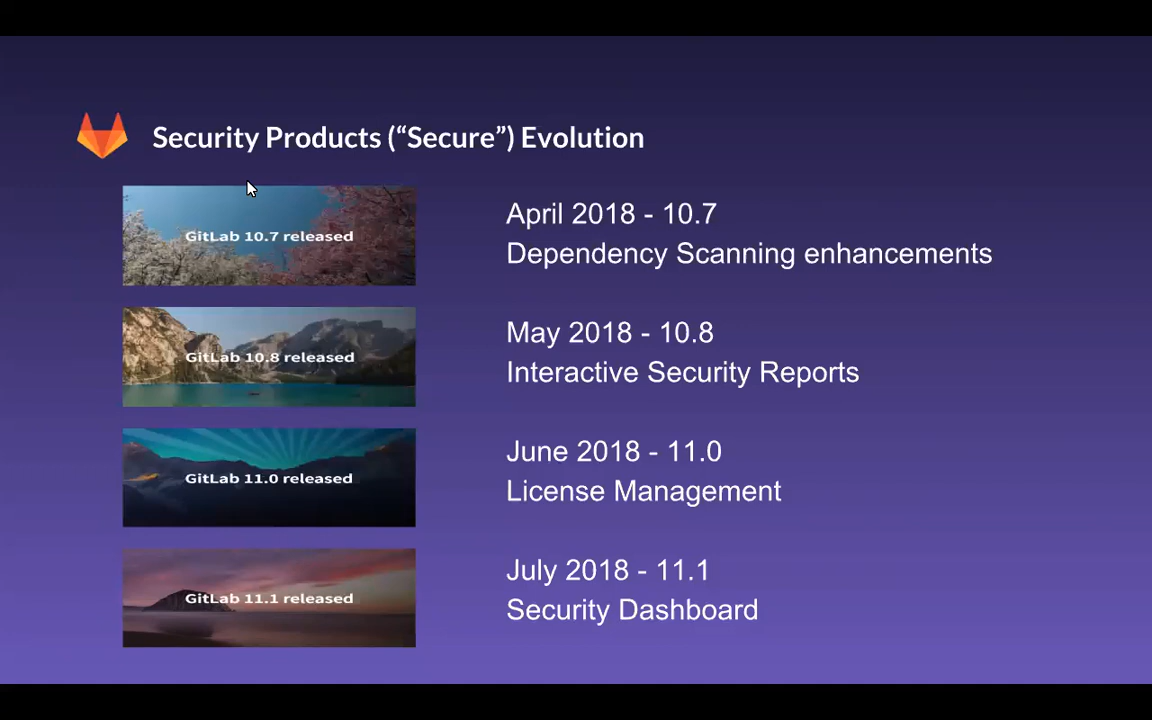 Security Products (“Secure”) Evolution
GitLab 10.7 released
April 2018 - 10.7
Dependency Scanning enhancements
GitLab 10.8 released
May 2018 - 10.8
Interactive Security Reports
GitLab 11.0 released
June 2018 - 11.0
License Management
GitLab 11.1 released
July 2018 - 11.1
Security Dashboard